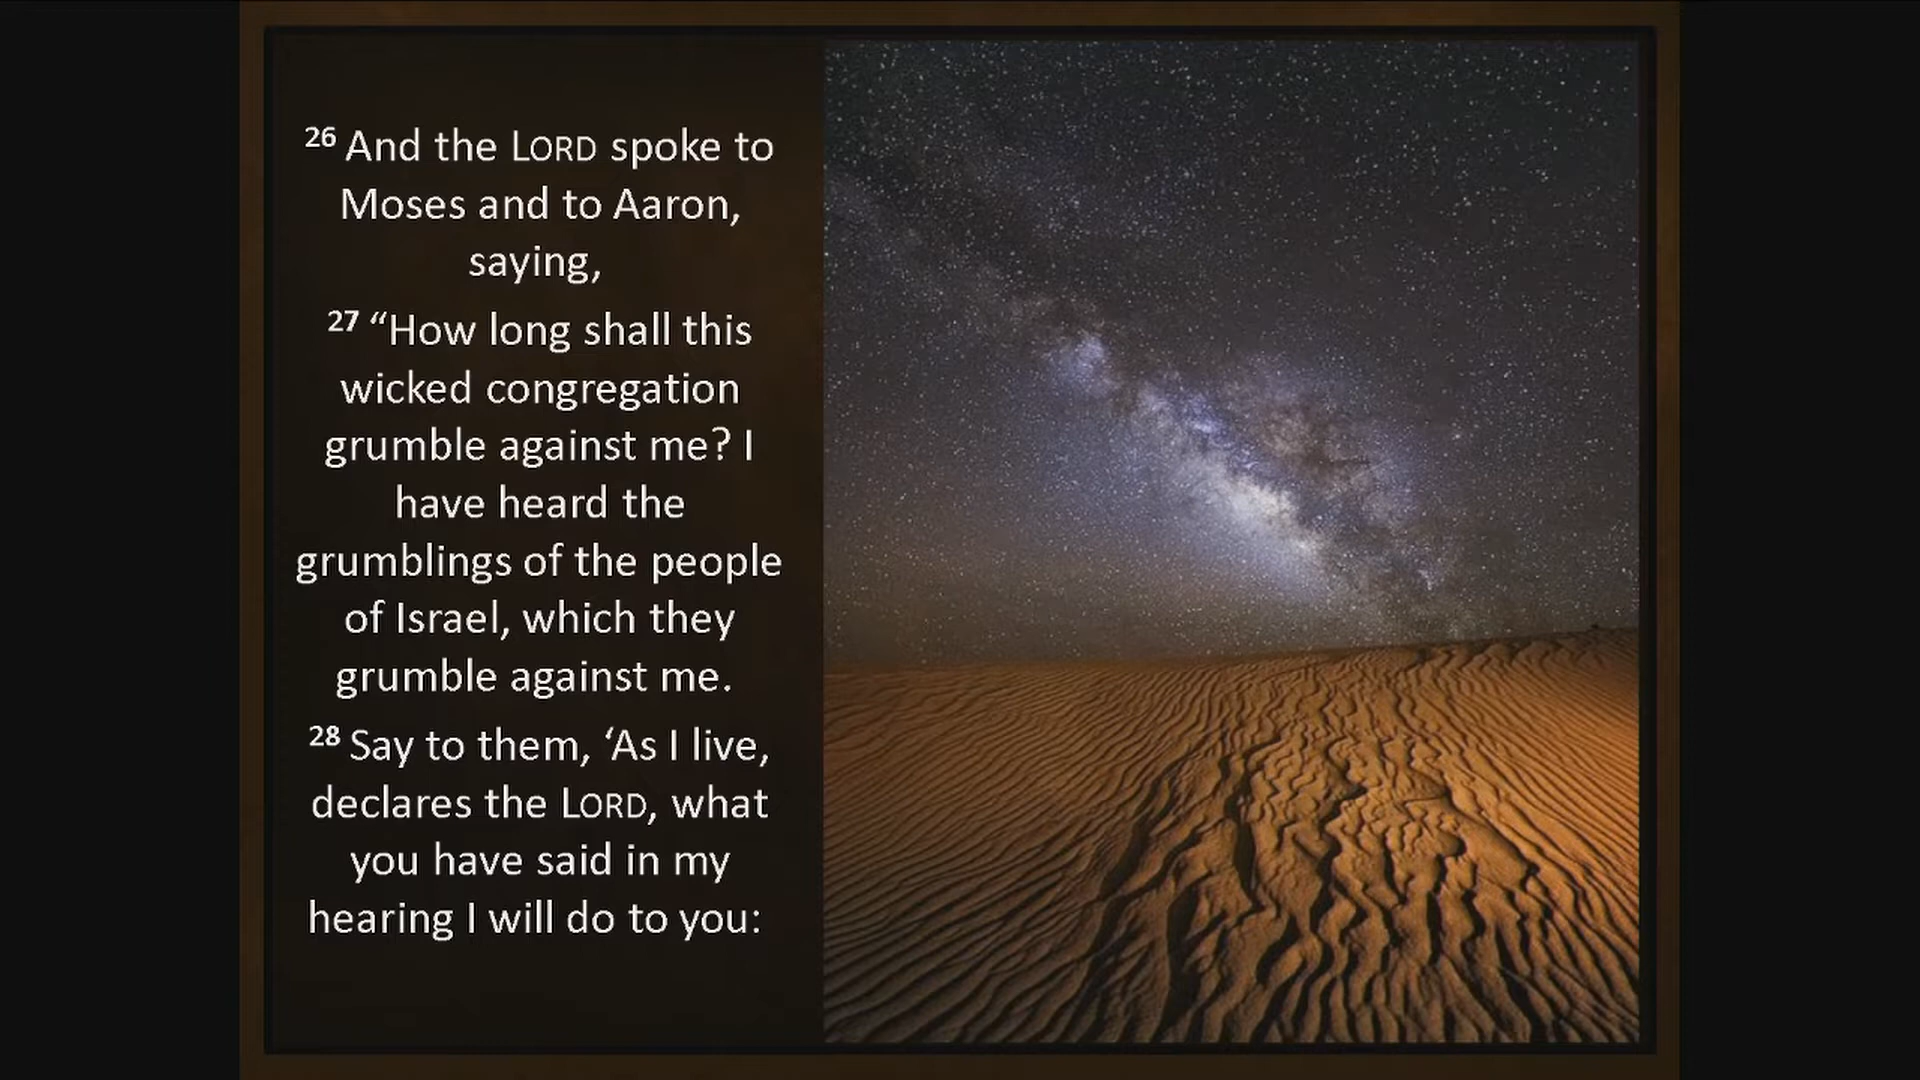 26 And the LORD spoke to
Moses and to Aaron,
saying,
27 “How long shall this
wicked congregation
grumble against me? I
have heard the
grumblings of the people
of Israel, which they
grumble against me.
28 Say to them, ‘As I live,
declares the LORD, what
you have said in my
hearing I will do to you: